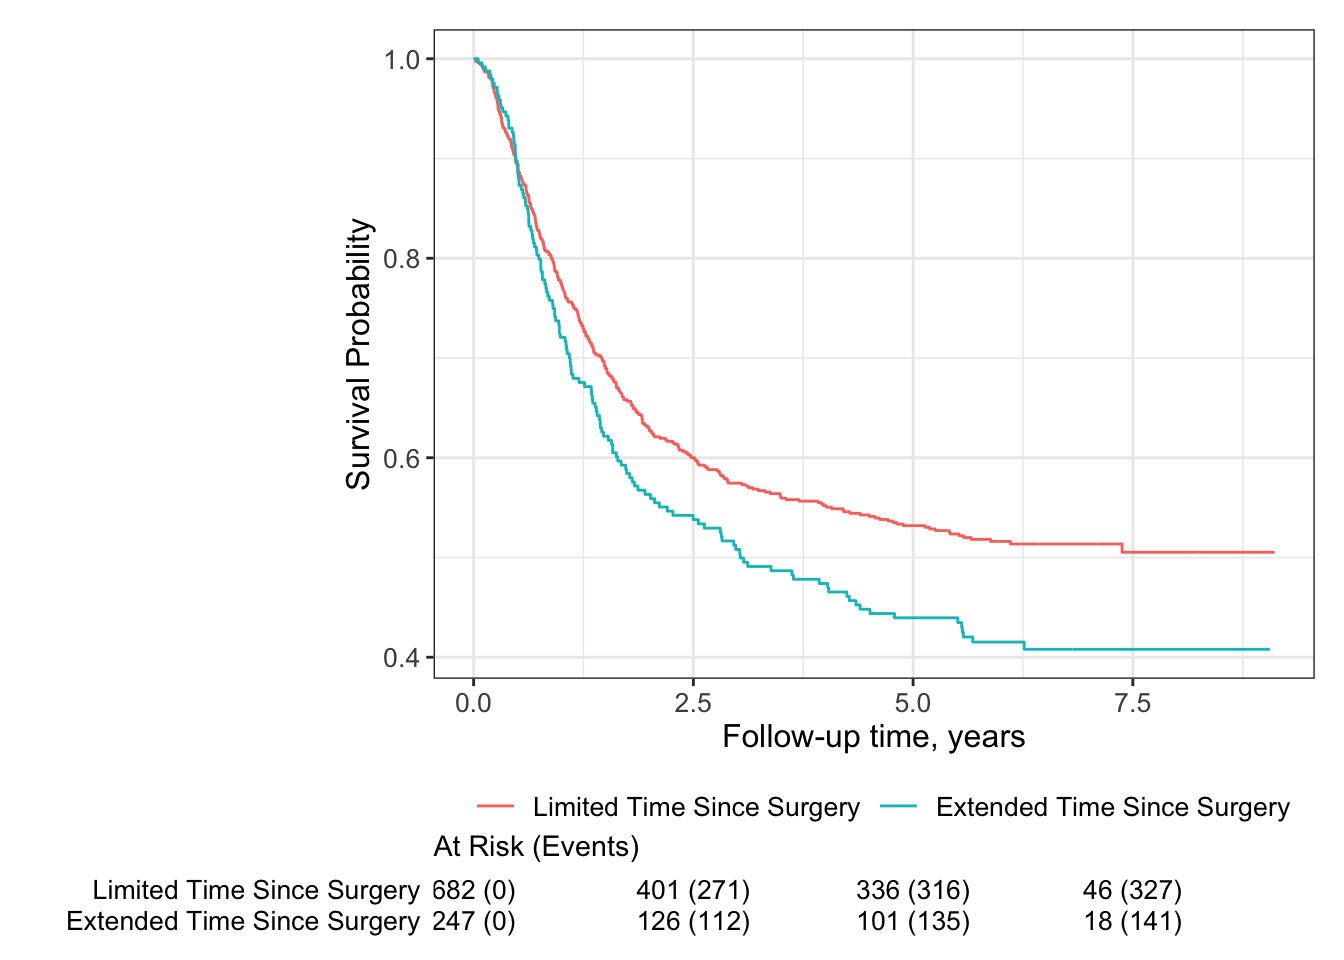 1.0
0.8
0.6
0.4
Survival Probability
0.0 2.5 5.0 7.5
Follow-up time, years
Limited Time Since Surgery Extended Time Since Surgery
At Risk (Events)
Limited Time Since Surgery 682 (0) 401 (271) 336 (316) 46 (327)
Extended Time Since Surgery 247 (0) 126 (112) 101 (135) 18 (141)